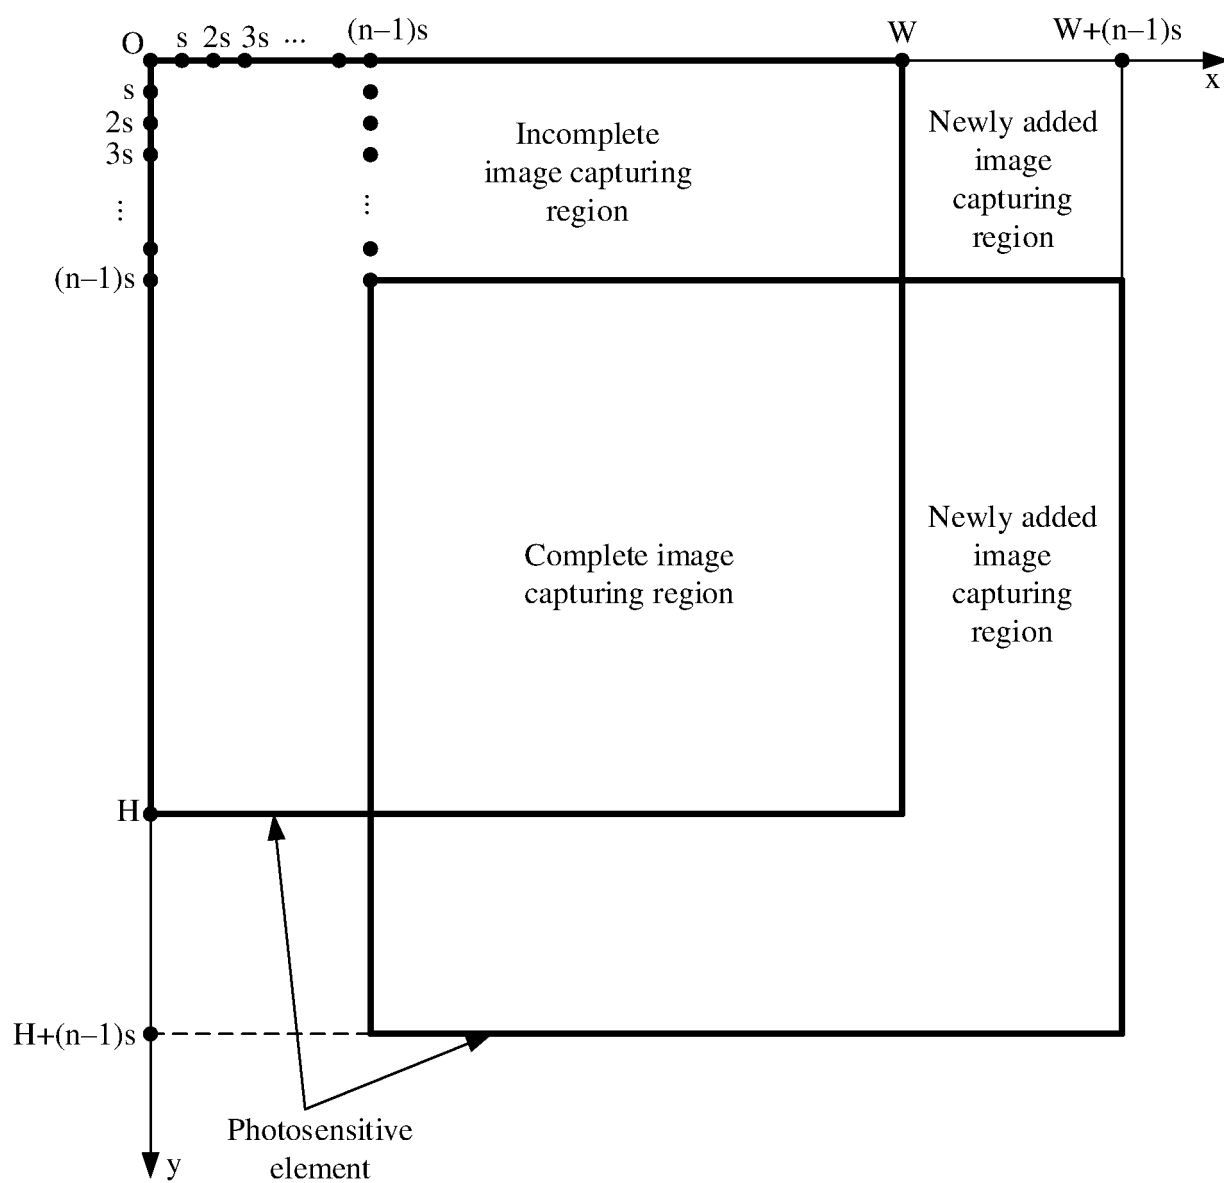 O s 2s 3s ... (n–1)s W W+(n–1)s
x
s
2s
3s
...
(n–1)s
...
Incomplete
image capturing
region
Newly added
image
capturing
region
Complete image
capturing region
Newly added
image
capturing
region
H
H+(n–1)s
Photosensitive
element
y